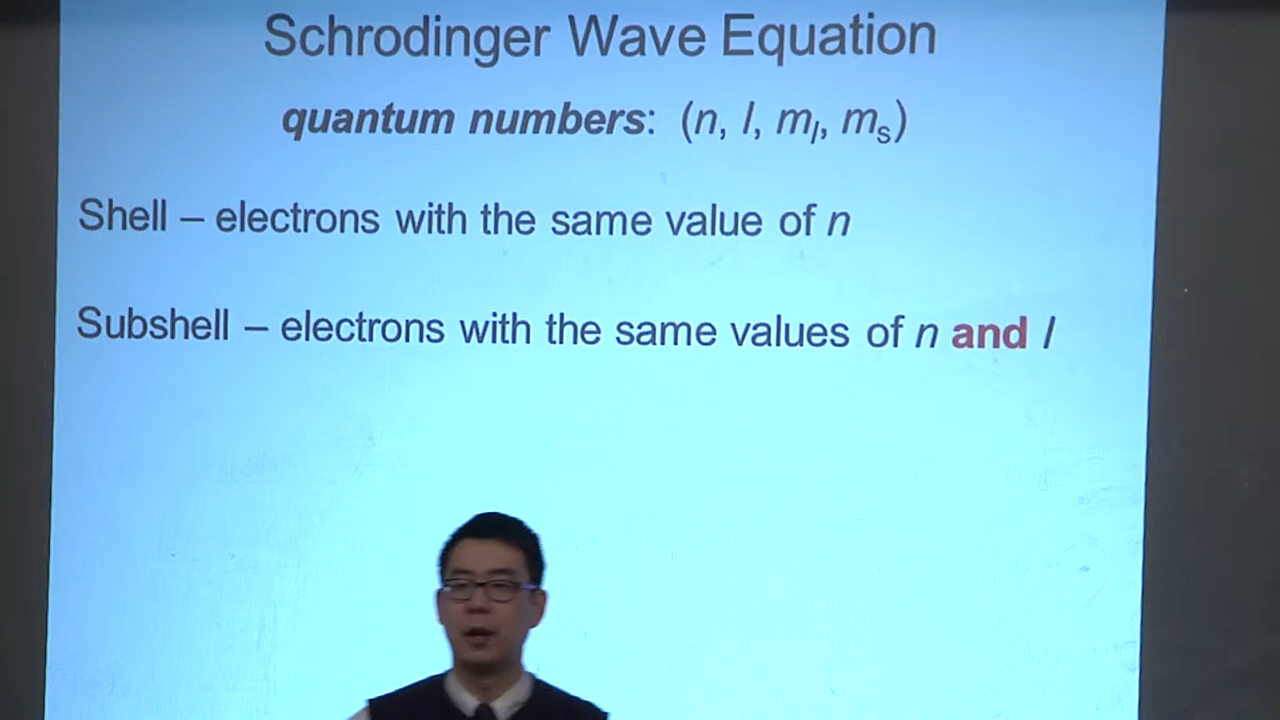 Schrodinger Wave Equation
quantum numbers: (n, l, mₗ, mₛ)
Shell – electrons with the same value of n
Subshell – electrons with the same values of n and l